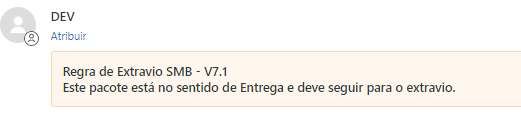 DEV
Atribuir
Regra de Extravio SMB - V7.1
Este pacote está no sentido de Entrega e deve seguir para o extravio.